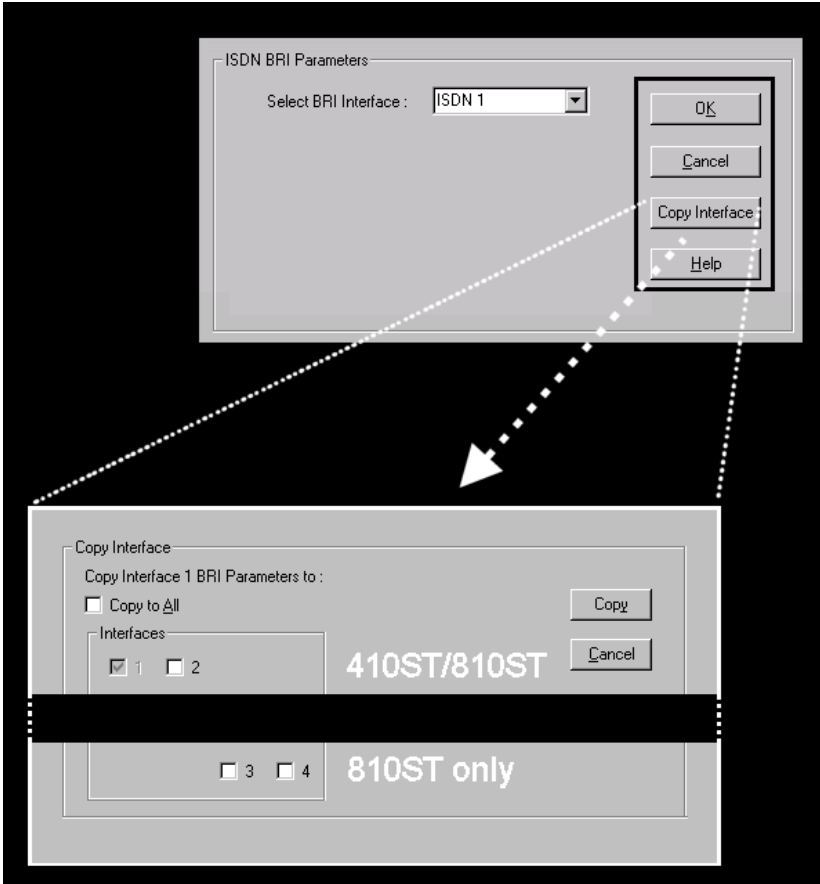 ISDN BRI Parameters
Select BRI Interface : ISDN 1
OK
Cancel
Copy Interface
Help
Copy Interface
Copy Interface 1 BRI Parameters to :
Copy to All
Copy
Interfaces
Cancel
1 2
410ST/810ST
3 4
810ST only